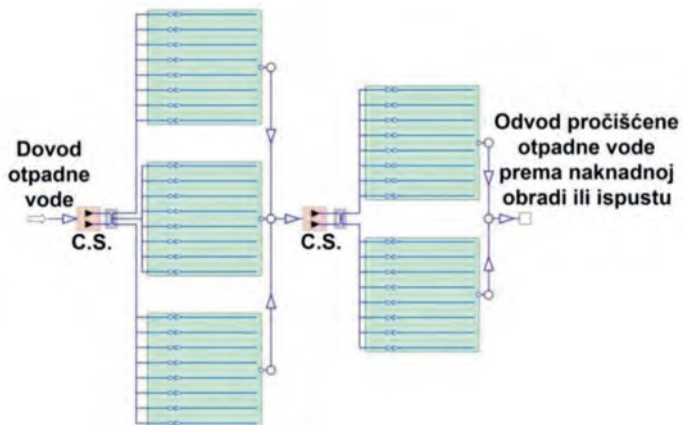 Dovod
otpadne
vode
C.S.
C.S.
Odvod pročišćene
otpadne vode
prema naknadnoj
obradi ili ispustu